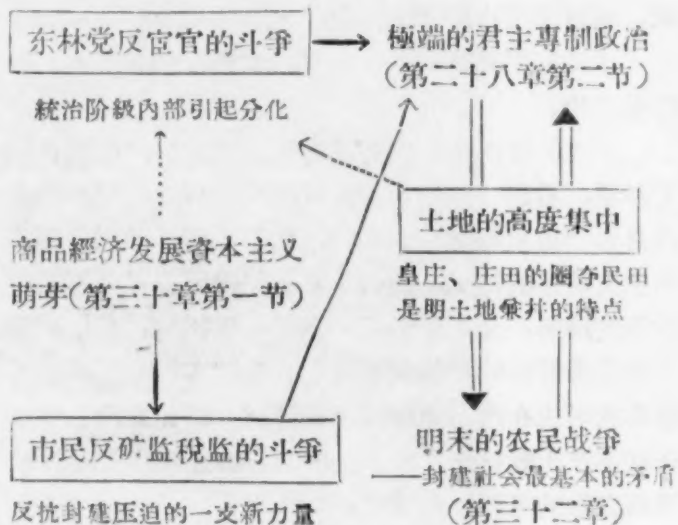 东林党反宦官的斗爭
極端的君主專制政治
(第二十八章第二节)
統治阶級內部引起分化
土地的高度集中
皇庄、庄田的圈夺民田
是明土地兼幷的特点
商品經济发展資本主义
萌芽(第三十章第一节)
市民反矿监稅监的斗爭
反抗封建压迫的一支新力量
明末的农民战爭
——封建社会最基本的矛盾
(第三十二章)